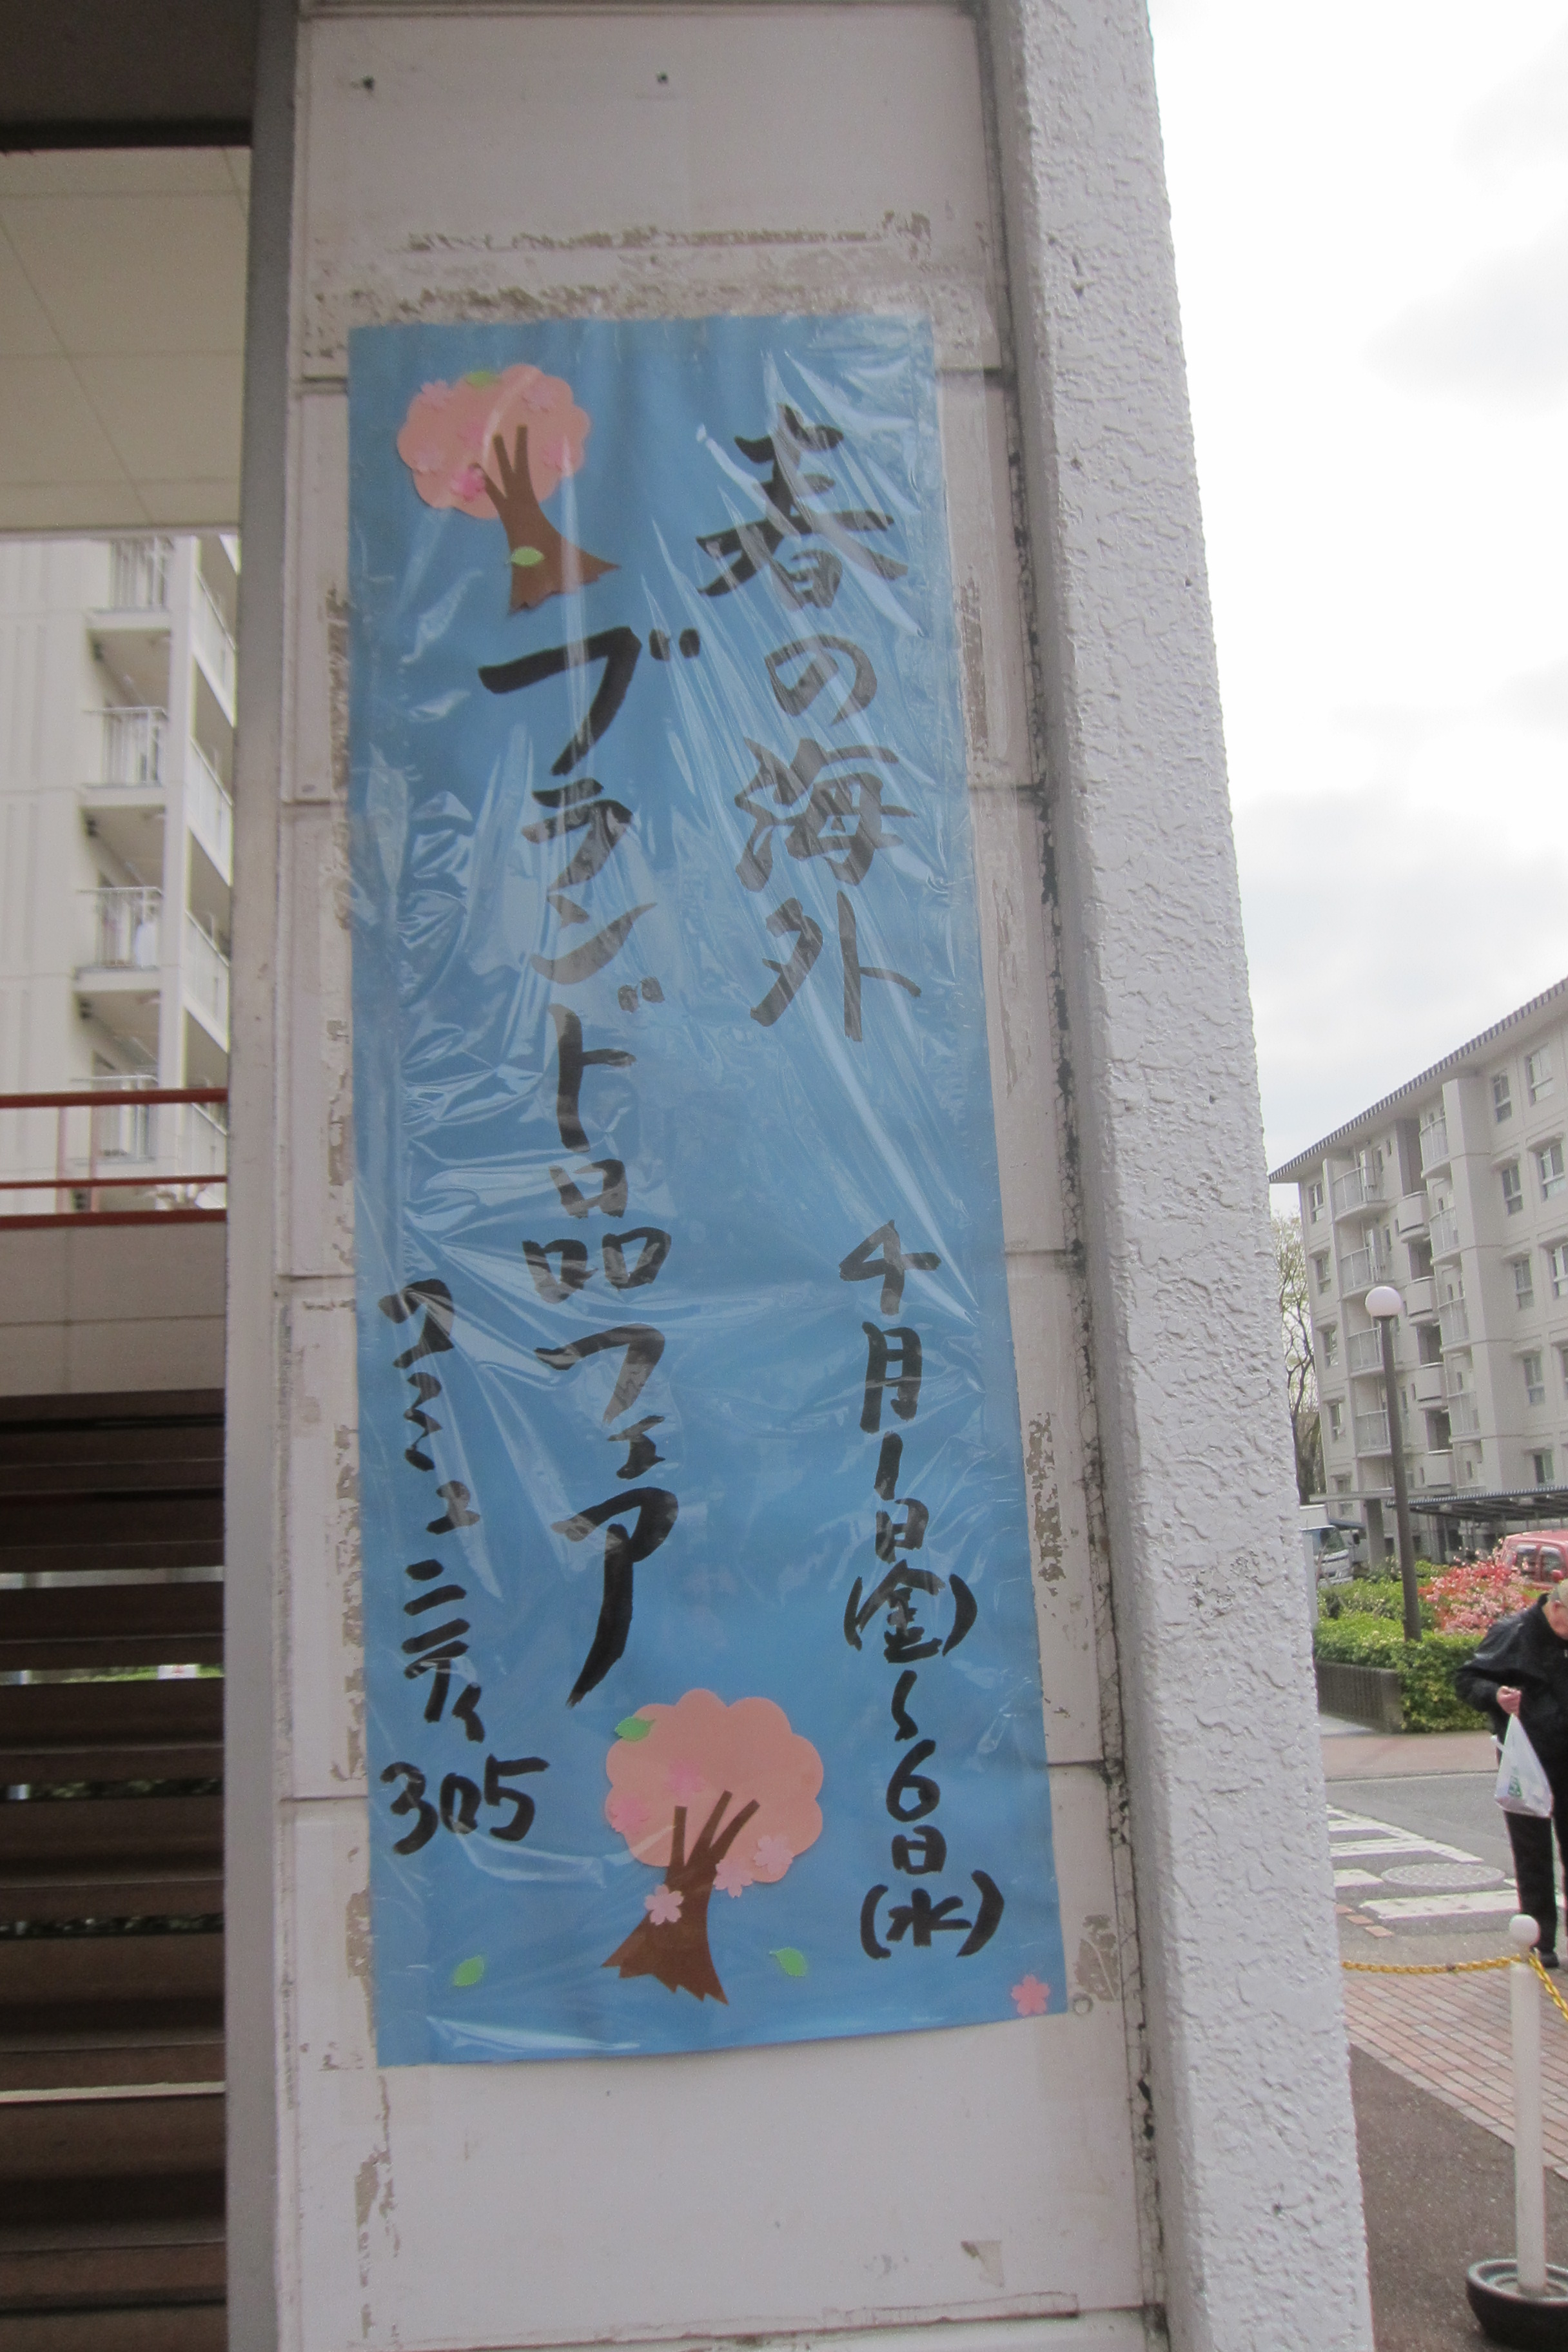 春の海外
4月1日(金)〜6日(水)
ブランド品フェア
コミュニティ
305